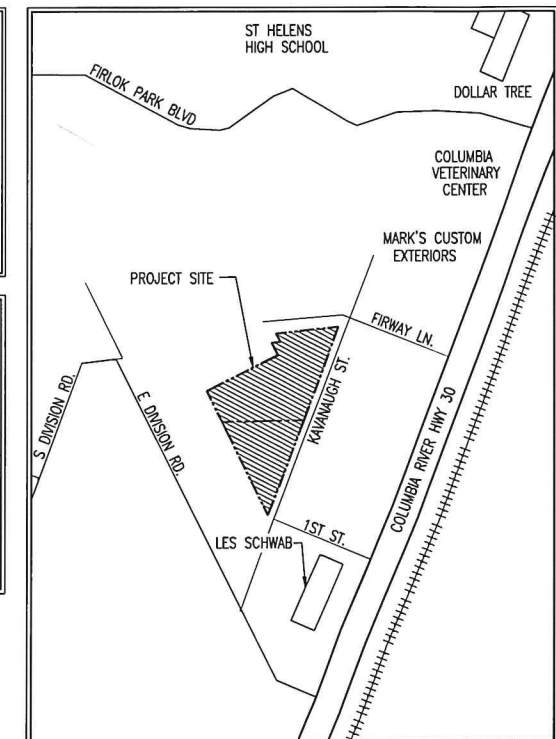 ST HELENS
HIGH SCHOOL
FIRLOK PARK BLVD
DOLLAR TREE
COLUMBIA
VETERINARY
CENTER
MARK'S CUSTOM
EXTERIORS
PROJECT SITE
FIRWAY LN.
KAVANAUGH ST.
S DIVISION RD.
E DIVISION RD.
COLUMBIA RIVER HWY 30
1ST ST.
LES SCHWAB